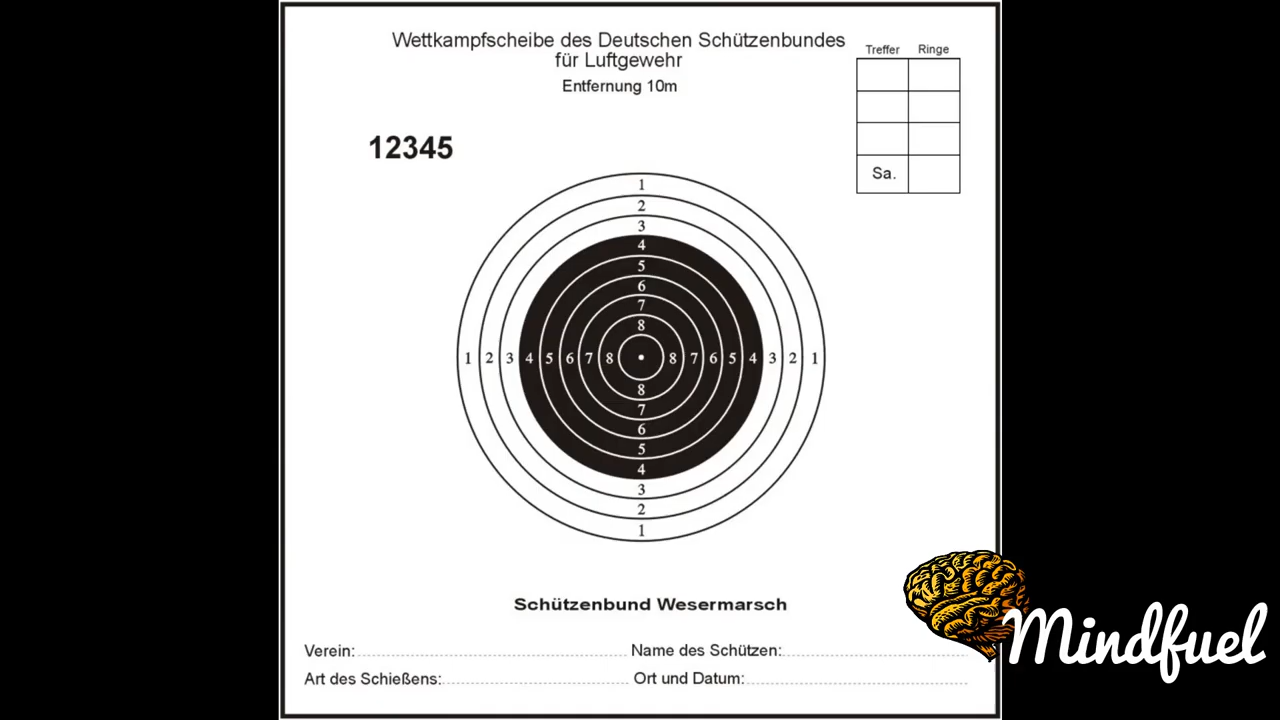 Wettkampfscheibe des Deutschen Schützenbundes
für Luftgewehr
Entfernung 10m
Treffer Ringe
Sa.
12345
1
2
3
4
5
6
7
8
1 2 3 4 5 6 7 8 8 7 6 5 4 3 2 1
8
7
6
5
4
3
2
1
Schützenbund Wesermarsch
Verein: Name des Schützen:
Art des Schießens: Ort und Datum:
Mindfuel